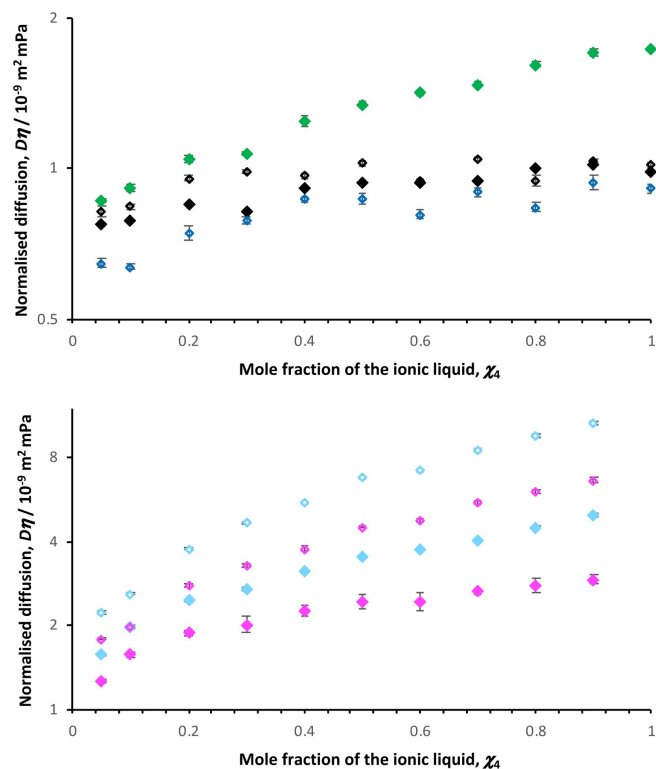 2
1
0.5
Normalised diffusion, Dη / 10⁻⁹ m² mPa
0 0.2 0.4 0.6 0.8 1
Mole fraction of the ionic liquid, χ₄
8
4
2
1
Normalised diffusion, Dη / 10⁻⁹ m² mPa
0 0.2 0.4 0.6 0.8 1
Mole fraction of the ionic liquid, χ₄